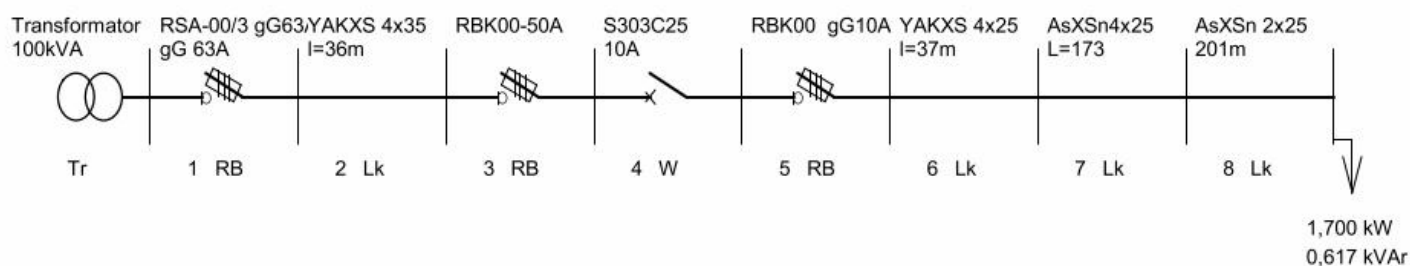 Transformator
100kVA
RSA-00/3 gG63A
gG 63A
YAKXS 4x35
l=36m
RBK00-50A
S303C25
10A
RBK00 gG10A
YAKXS 4x25
l=37m
AsXSn4x25
L=173
AsXSn 2x25
201m
Tr
1 RB
2 Lk
3 RB
4 W
5 RB
6 Lk
7 Lk
8 Lk
1,700 kW
0,617 kVAr